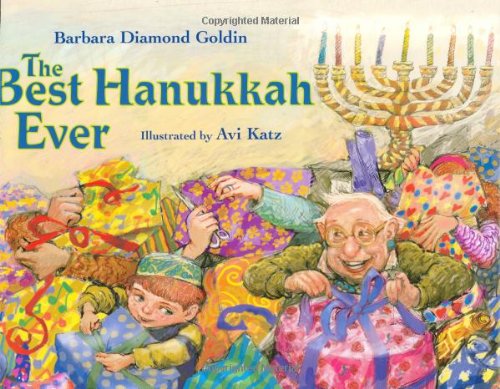 Copyrighted Material
Barbara Diamond Goldin
The
Best Hanukkah
Ever
Illustrated by Avi Katz